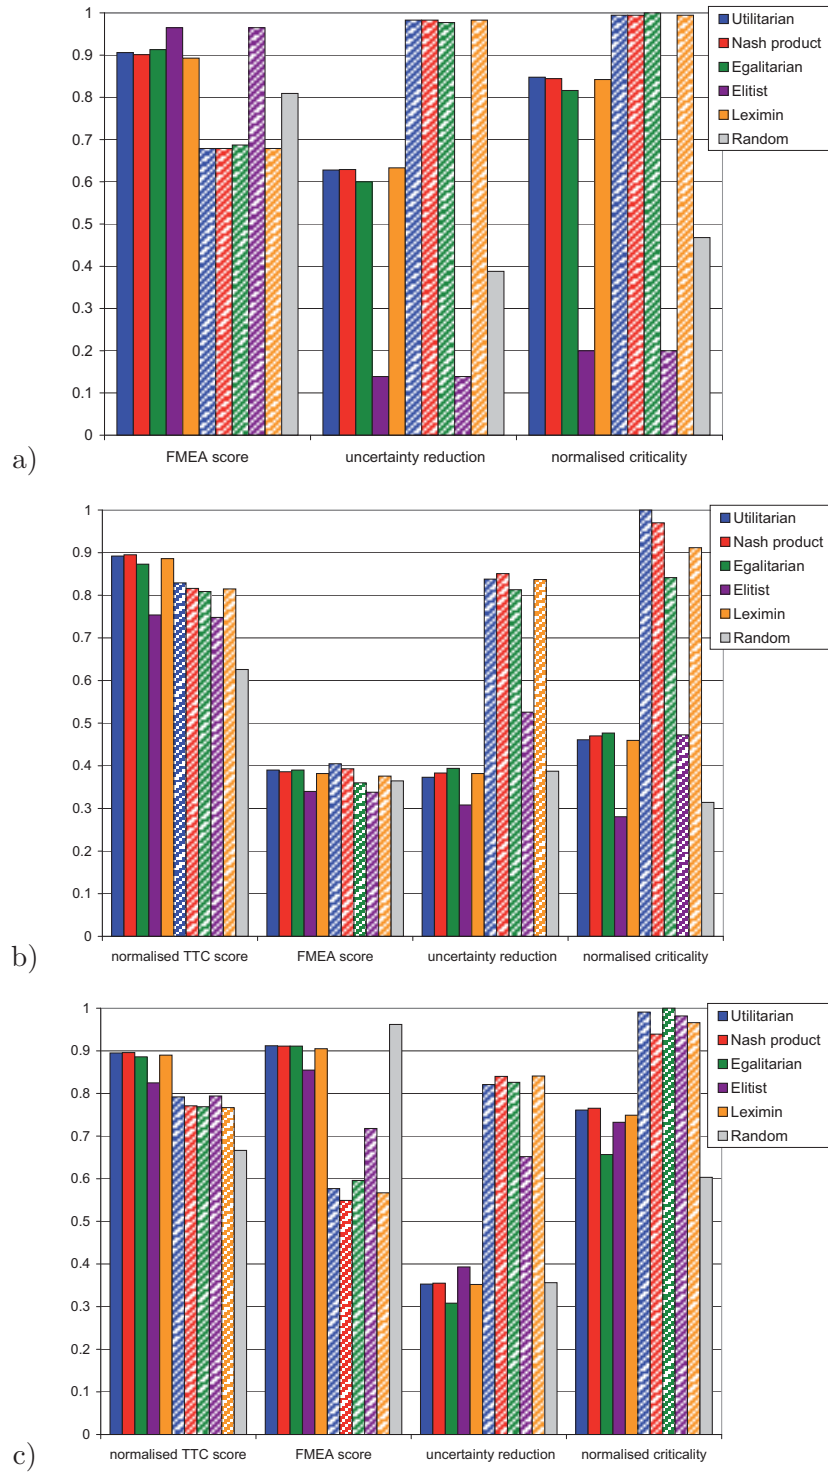 1
0.9
0.8
0.7
0.6
0.5
0.4
0.3
0.2
0.1
0
Utilitarian
Nash product
Egalitarian
Elitist
Leximin
Random
FMEA score uncertainty reduction normalised criticality
a)
1
0.9
0.8
0.7
0.6
0.5
0.4
0.3
0.2
0.1
0
Utilitarian
Nash product
Egalitarian
Elitist
Leximin
Random
normalised TTC score FMEA score uncertainty reduction normalised criticality
b)
1
0.9
0.8
0.7
0.6
0.5
0.4
0.3
0.2
0.1
0
Utilitarian
Nash product
Egalitarian
Elitist
Leximin
Random
normalised TTC score FMEA score uncertainty reduction normalised criticality
c)